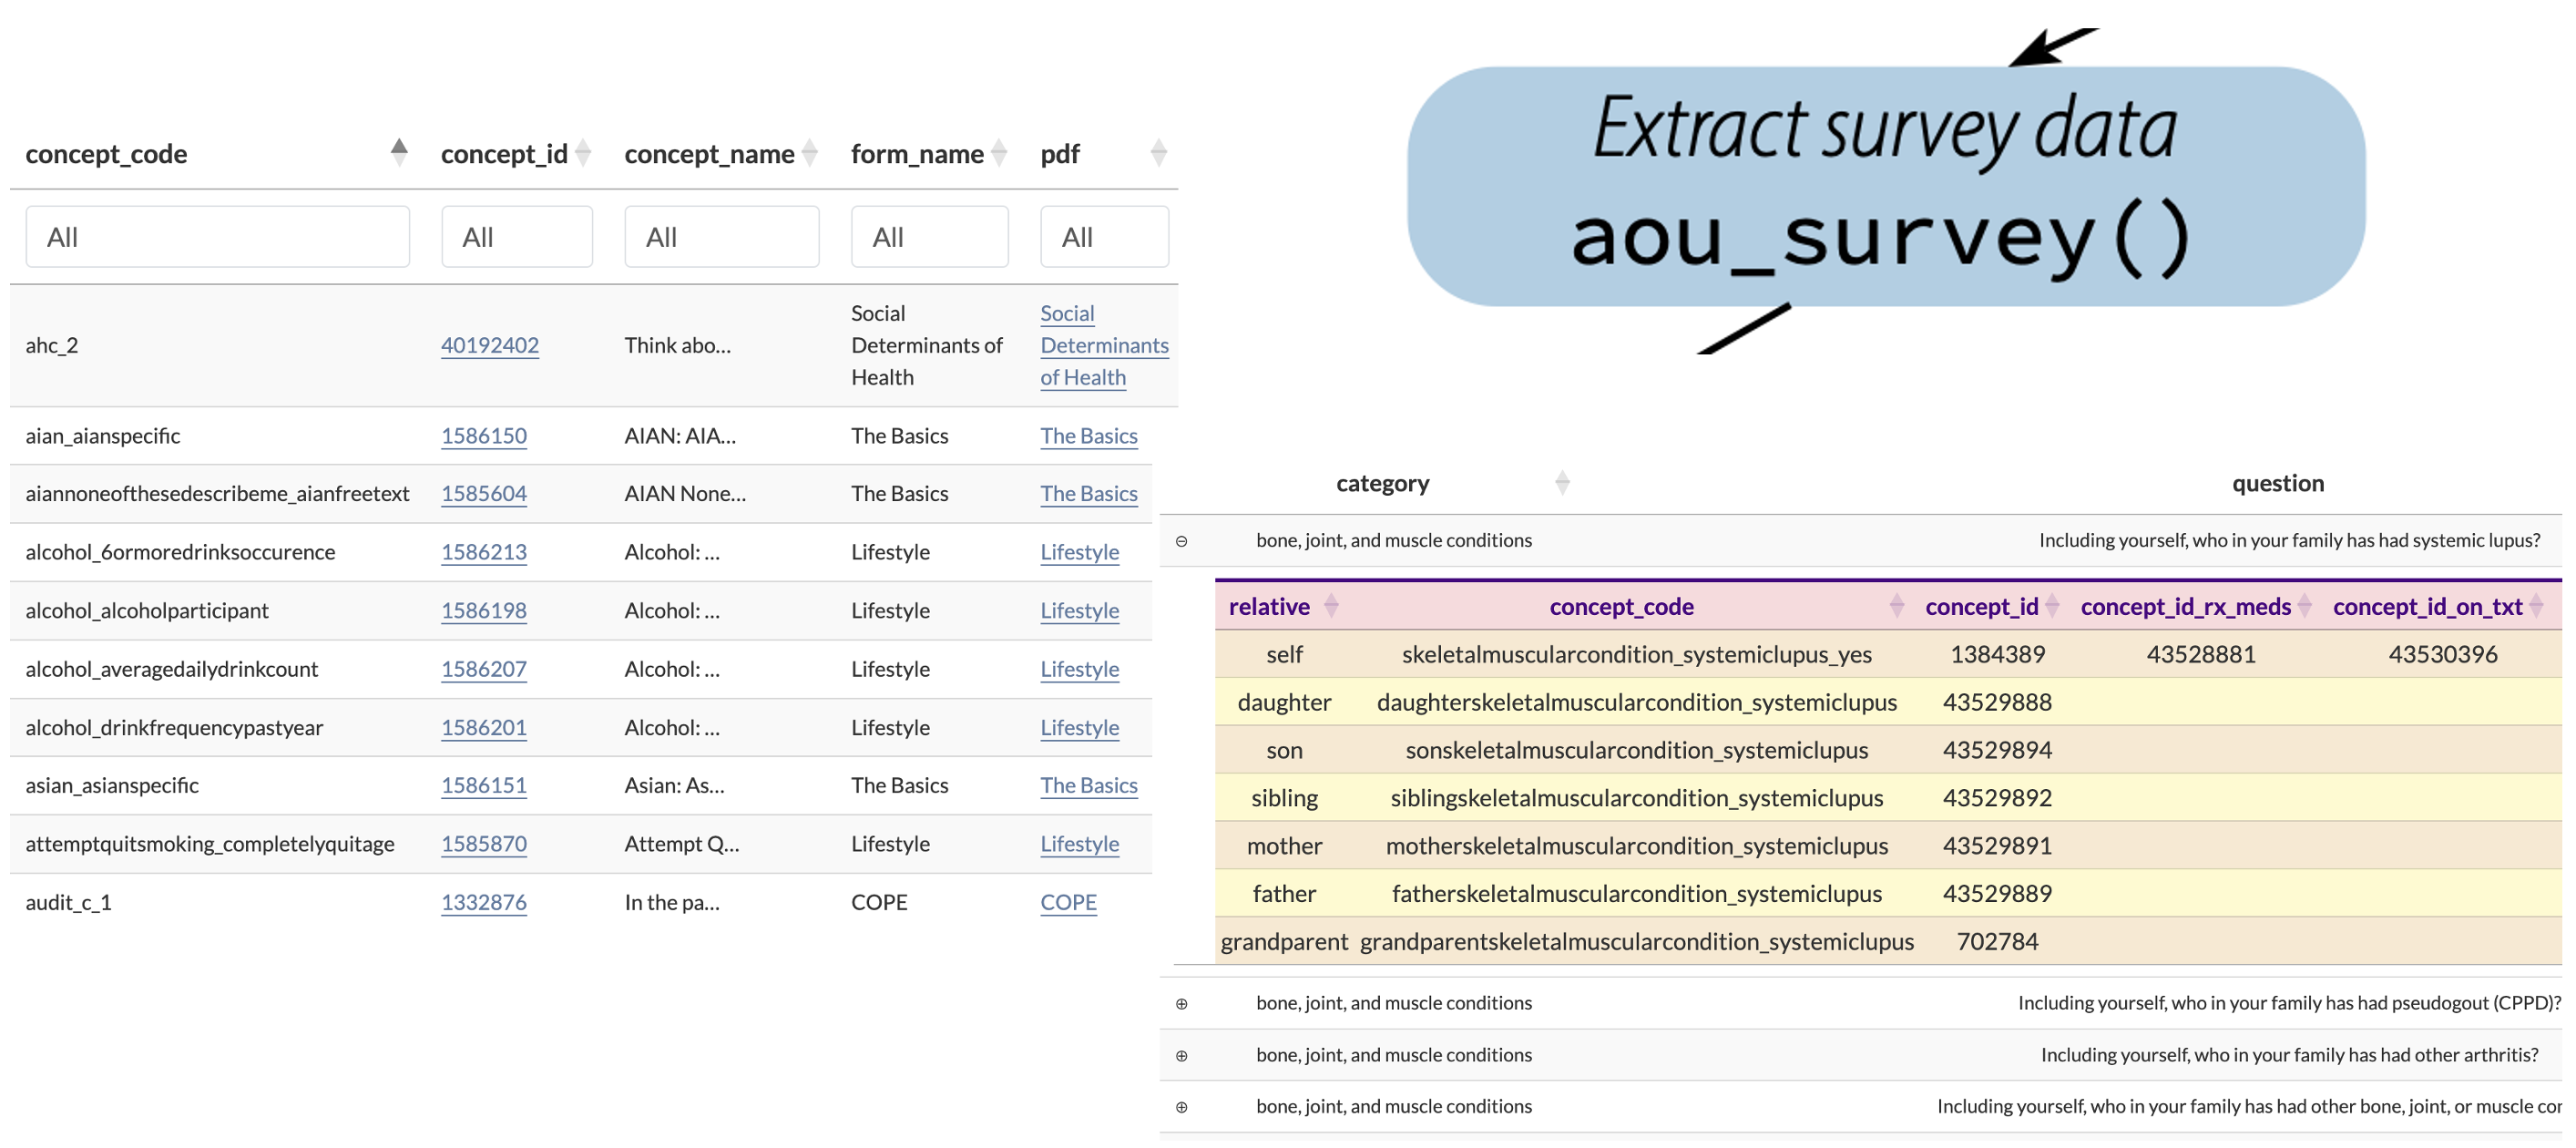 concept_code concept_id concept_name form_name pdf
All All All All All
ahc_2 40192402 Think abo... Social Determinants of Health Social Determinants of Health
aian_aianspecific 1586150 AIAN: AIA... The Basics The Basics
aiannoneofthesedescribeme_aianfreetext 1585604 AIAN None... The Basics The Basics
alcohol_6ormoredrinksoccurence 1586213 Alcohol: ... Lifestyle Lifestyle
alcohol_alcoholparticipant 1586198 Alcohol: ... Lifestyle Lifestyle
alcohol_averagedailydrinkcount 1586207 Alcohol: ... Lifestyle Lifestyle
alcohol_drinkfrequencypastyear 1586201 Alcohol: ... Lifestyle Lifestyle
asian_asianspecific 1586151 Asian: As... The Basics The Basics
attemptquitsmoking_completelyquitage 1585870 Attempt Q... Lifestyle Lifestyle
audit_c_1 1332876 In the pa... COPE COPE
Extract survey data
aou_survey()
category question
bone, joint, and muscle conditions Including yourself, who in your family has had systemic lupus?
relative concept_code concept_id concept_id_rx_meds concept_id_on_txt
self skeletalmuscularcondition_systemiclupus_yes 1384389 43528881 43530396
daughter daughterskeletalmuscularcondition_systemiclupus 43529888
son sonskeletalmuscularcondition_systemiclupus 43529894
sibling siblingskeletalmuscularcondition_systemiclupus 43529892
mother motherskeletalmuscularcondition_systemiclupus 43529891
father fatherskeletalmuscularcondition_systemiclupus 43529889
grandparent grandparentskeletalmuscularcondition_systemiclupus 702784
bone, joint, and muscle conditions Including yourself, who in your family has had pseudogout (CPPD)?
bone, joint, and muscle conditions Including yourself, who in your family has had other arthritis?
bone, joint, and muscle conditions Including yourself, who in your family has had other bone, joint, or muscle